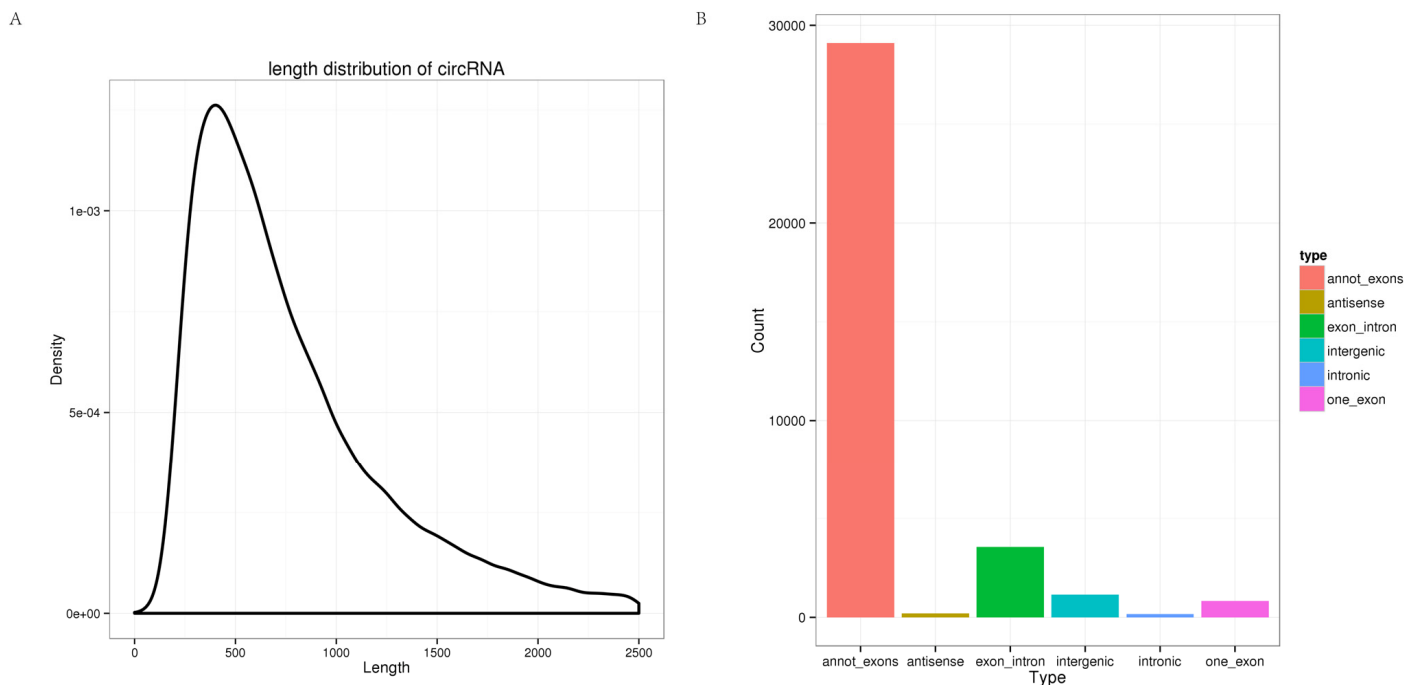 A
length distribution of circRNA
Density
1e-03
5e-04
0e+00
0 500 1000 1500 2000 2500
Length
B
Count
30000
20000
10000
0
annot_exons antisense exon_intron intergenic intronic one_exon
Type
type
annot_exons
antisense
exon_intron
intergenic
intronic
one_exon